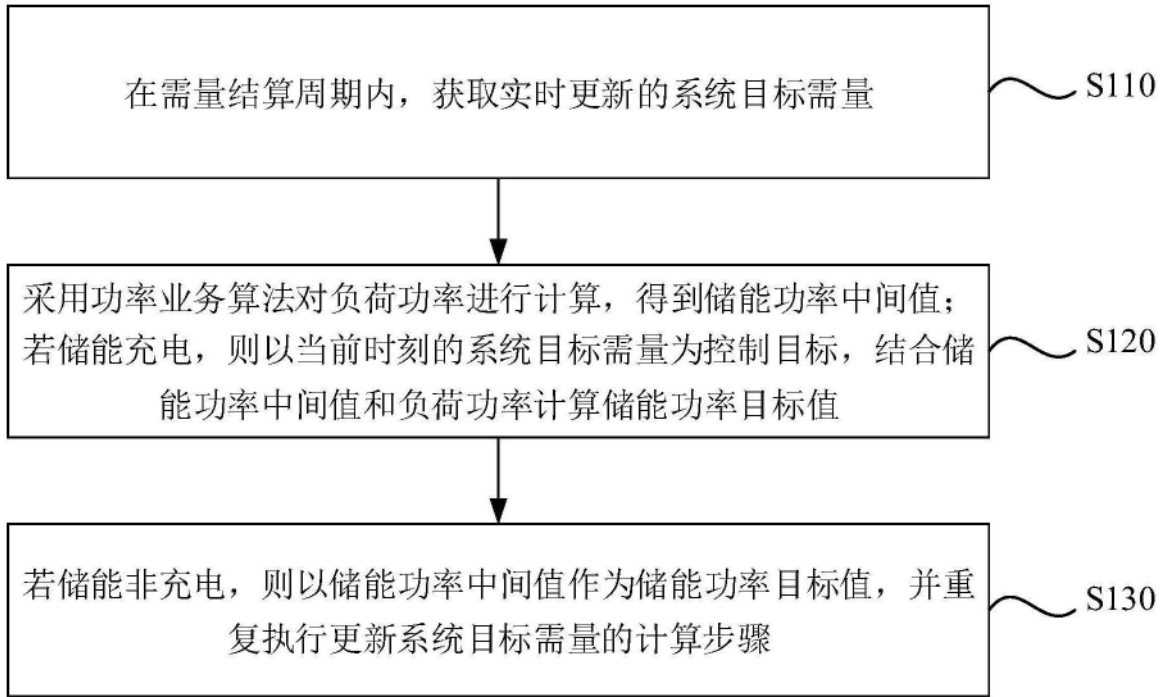 在需量结算周期内，获取实时更新的系统目标需量
S110
采用功率业务算法对负荷功率进行计算，得到储能功率中间值；
若储能充电，则以当前时刻的系统目标需量为控制目标，结合储
能功率中间值和负荷功率计算储能功率目标值
S120
若储能非充电，则以储能功率中间值作为储能功率目标值，并重
复执行更新系统目标需量的计算步骤
S130